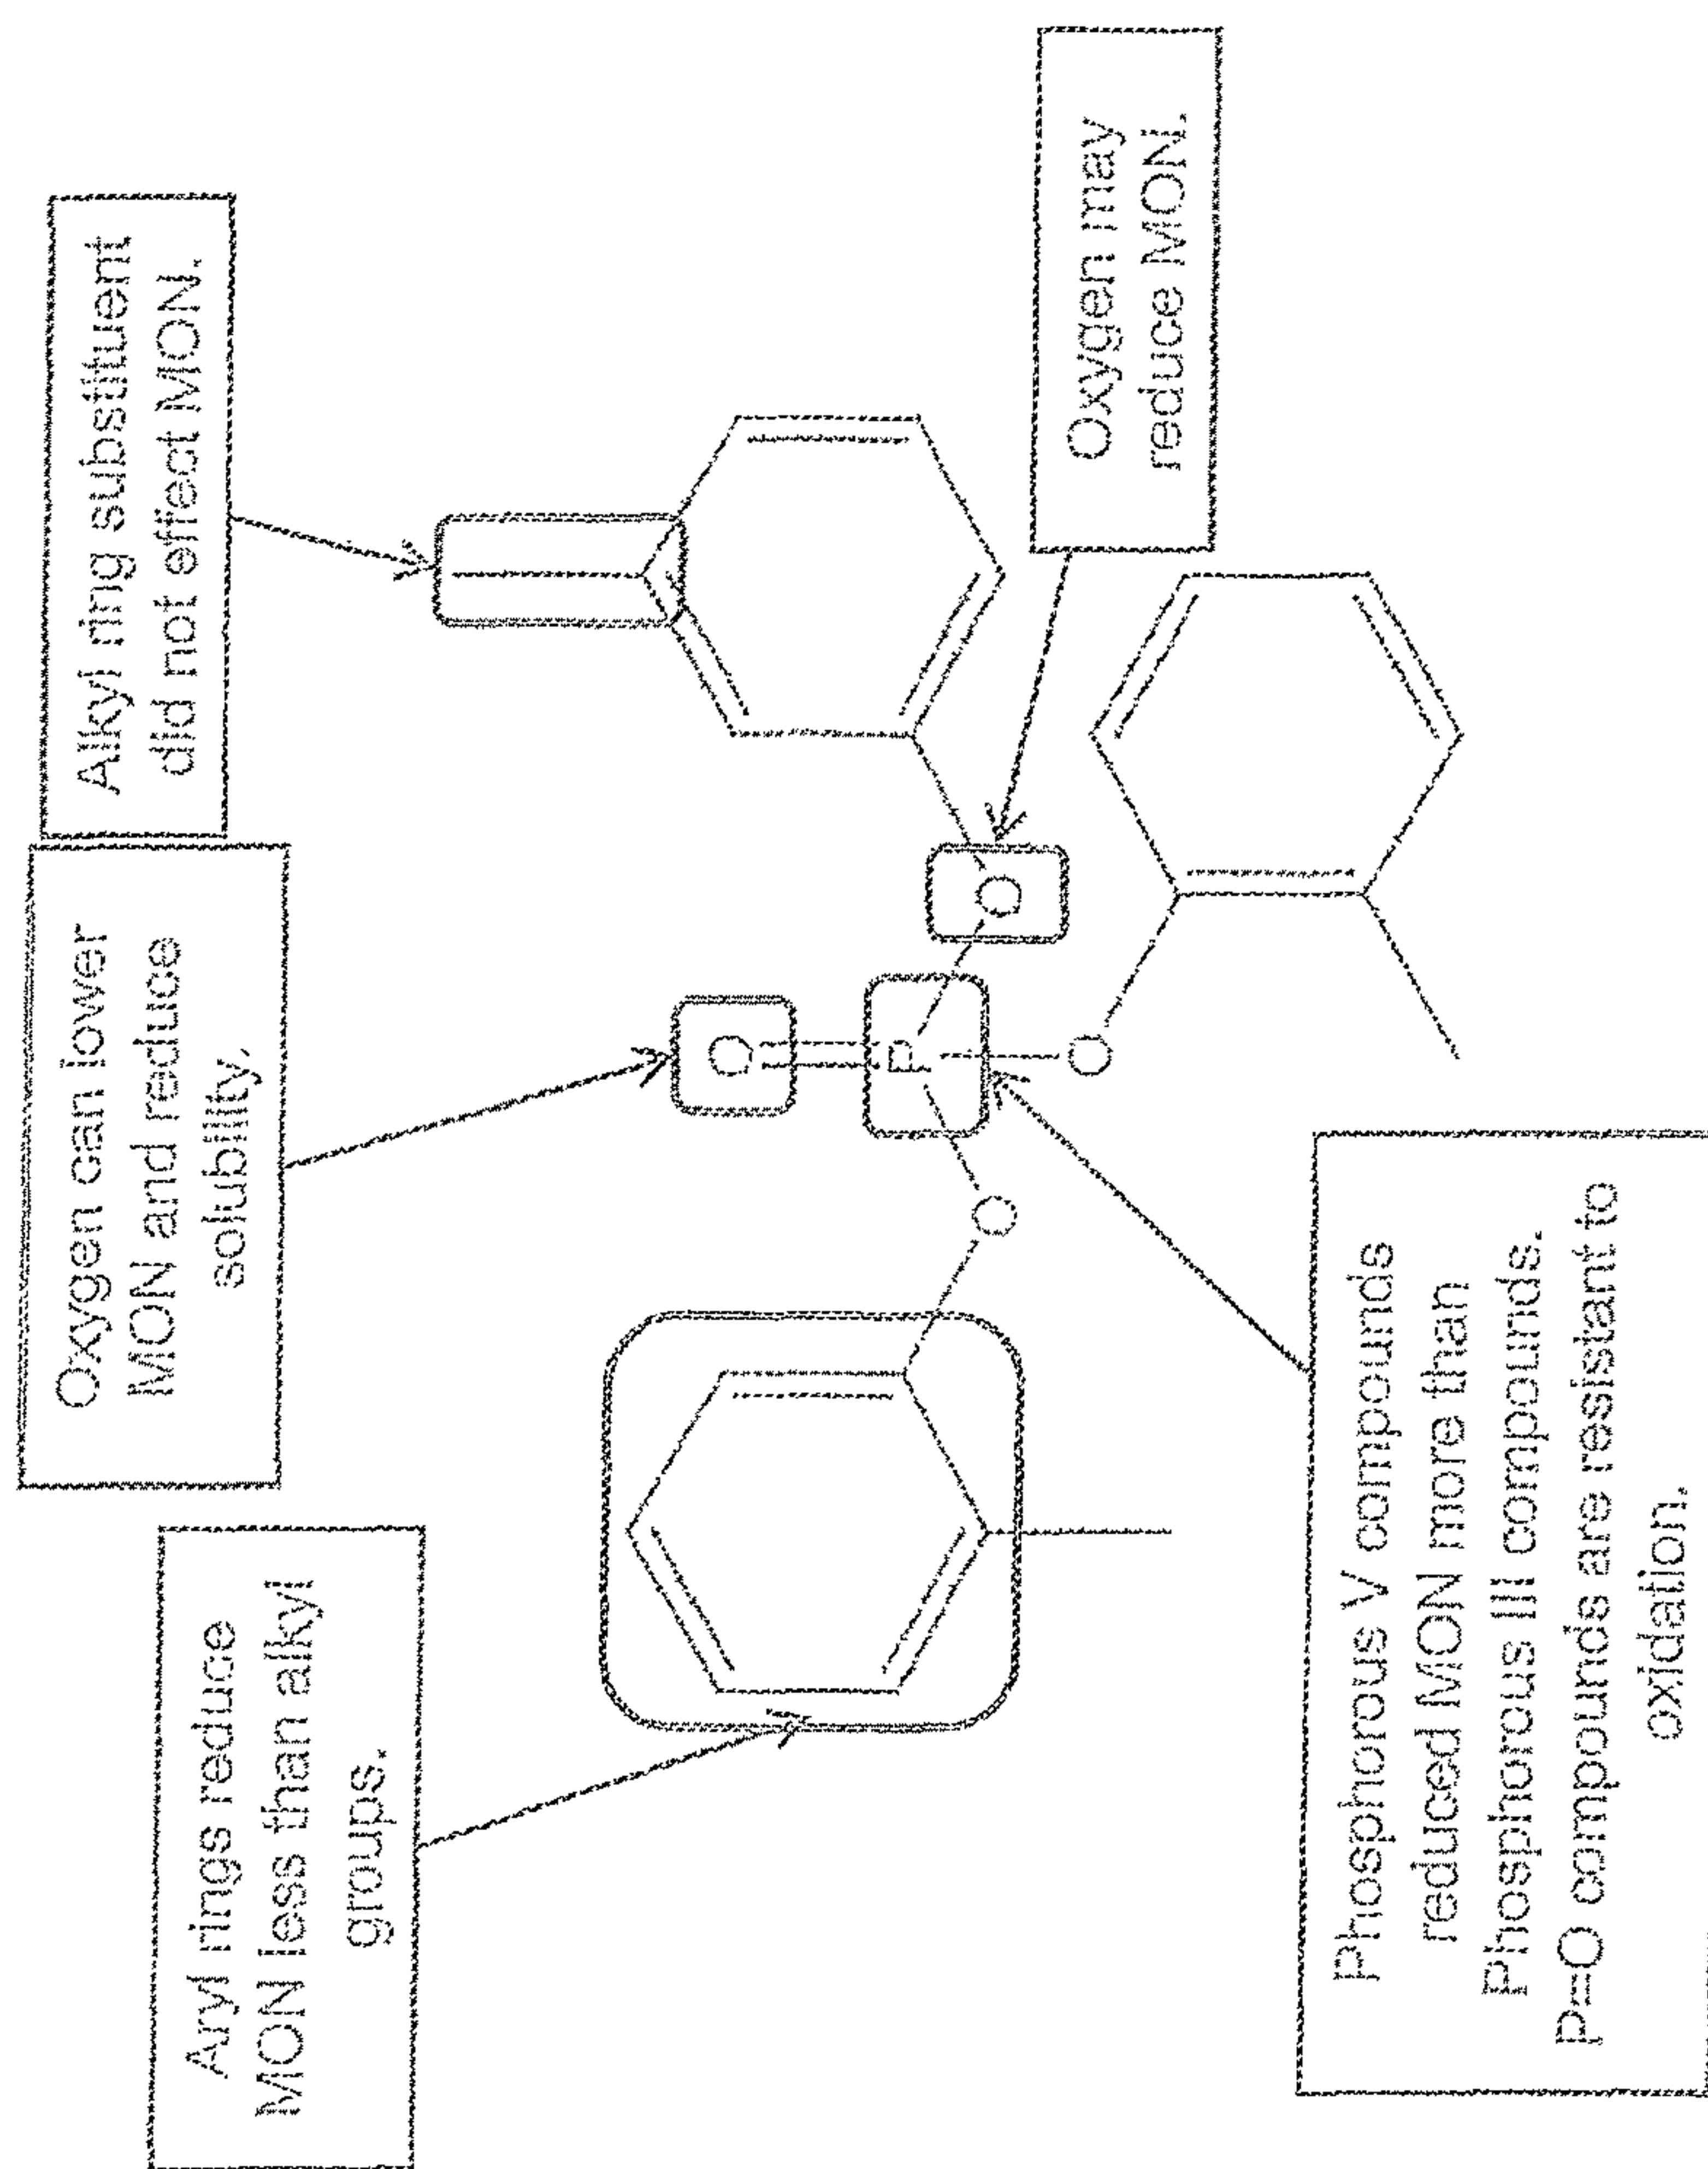 Aryl rings reduce
MON less than alkyl
groups.
Oxygen can lower
MON and reduce
solubility.
Alkyl ring substituent
did not effect MON.
O
P
O
O
O
Oxygen may
reduce MON.
Phosphorous V compounds
reduced MON more than
Phosphorous III compounds.
P=O compounds are resistant to
oxidation.